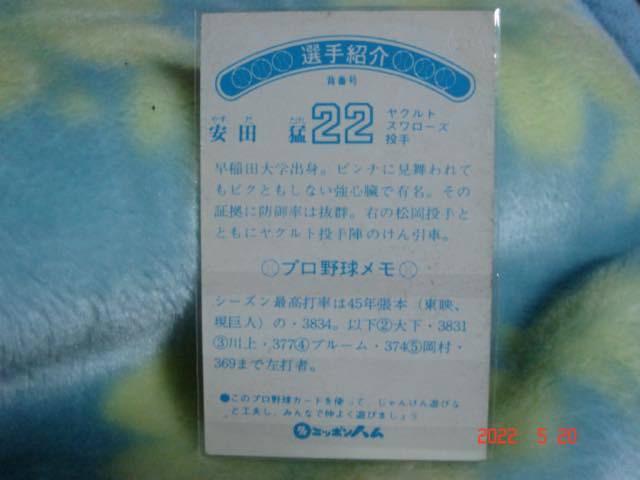 選手紹介
背番号
やすだ たけし
安田 猛 22 ヤクルト
スワローズ
投手
早稲田大学出身。ピンチに見舞われて
もビクともしない強心臓で有名。その
証拠に防御率は抜群。右の松岡投手と
ともにヤクルト投手陣のけん引車。
プロ野球メモ
シーズン最高打率は45年張本（東映、
現巨人）の・3834。以下②大下・3831
③川上・377④ブルーム・374⑤岡村・
369まで左打者。
●このプロ野球カードを使って、じゃんけん遊びな
ど工夫し、みんなで仲よく遊びましょう
ニッポンハム
2022 5 20